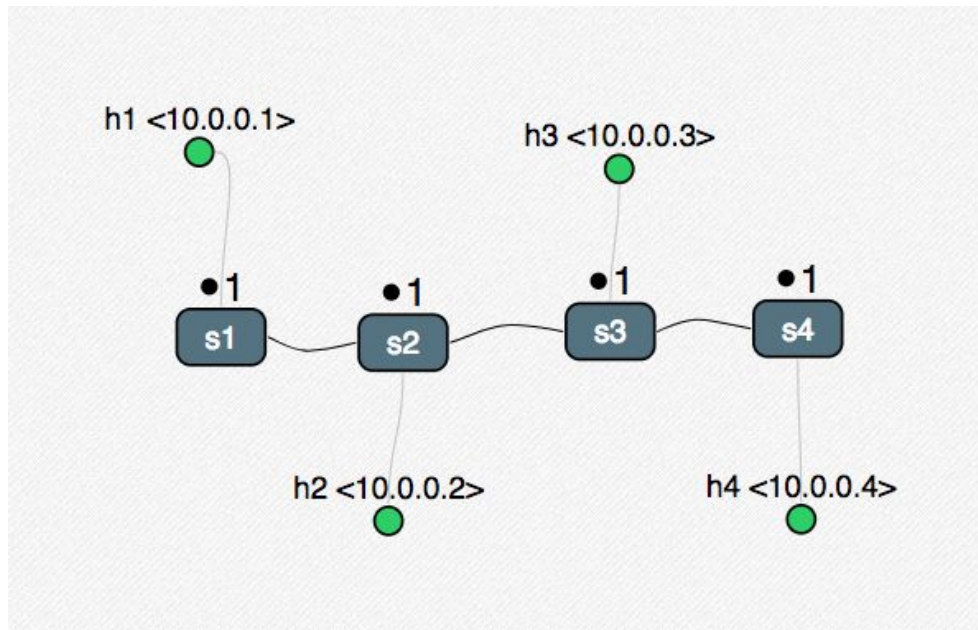 h1 <10.0.0.1>
h3 <10.0.0.3>
● 1
● 1
● 1
● 1
s1
s2
s3
s4
h2 <10.0.0.2>
h4 <10.0.0.4>